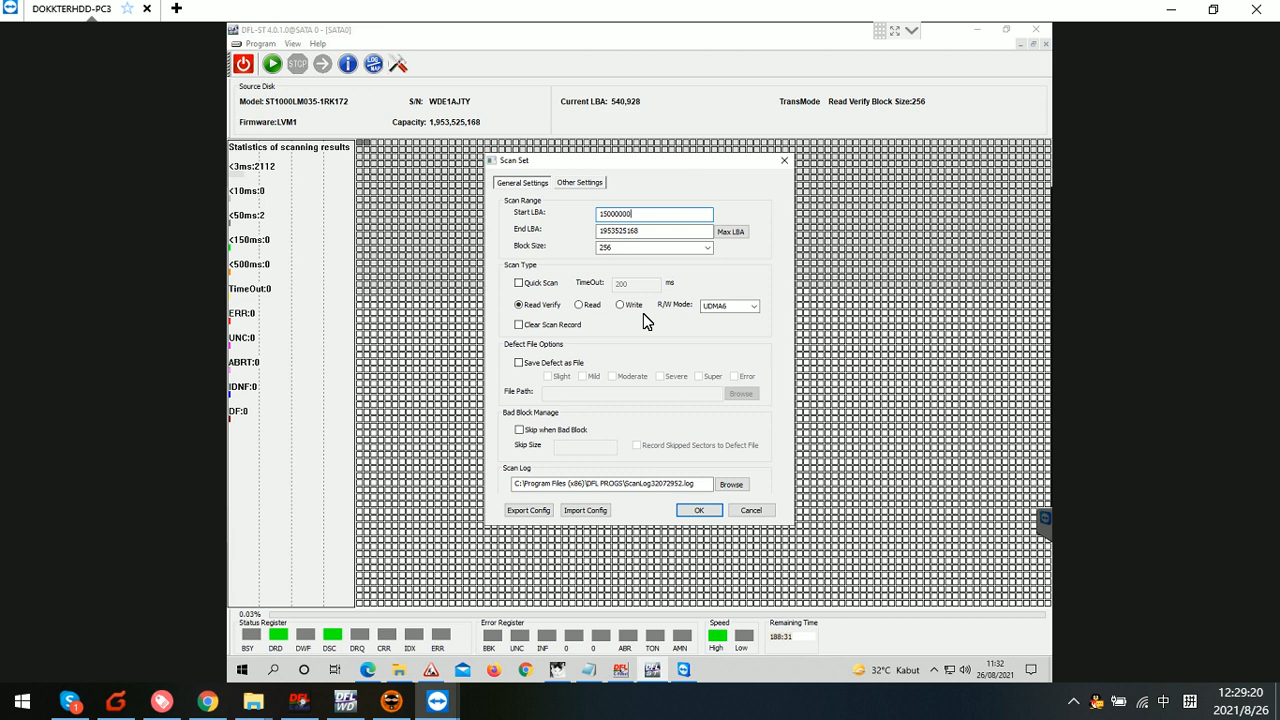 DOKKTERHDD-PC3
DFL-ST 4.0.1.0@SATA 0 - [SATA0]
Program View Help
STOP
LOG MAP
Source Disk
Model: ST1000LM035-1RK172 S/N: WDE1AJTY Current LBA: 540,928 TransMode Read Verify Block Size:256
Firmware:LVM1 Capacity: 1,953,525,168
Statistics of scanning results
<3ms:2112
<10ms:0
<50ms:2
<150ms:0
<500ms:0
TimeOut:0
ERR:0
UNC:0
ABRT:0
IDNF:0
DF:0
Scan Set
General Settings Other Settings
Scan Range
Start LBA: 15000000
End LBA: 1953525168 Max LBA
Block Size: 256
Scan Type
Quick Scan TimeOut: 200 ms
Read Verify Read Write R/W Mode: UDMA6
Clear Scan Record
Defect File Options
Save Defect as File
Slight Mild Moderate Severe Super Error
File Path: Browse
Bad Block Manage
Skip when Bad Block
Skip Size Record Skipped Sectors to Defect File
Scan Log
C:\Program Files (x86)\DFL PROGS\ScanLog32072952.log Browse
Export Config Import Config OK Cancel
0.03%
Status Register Error Register Speed Remaining Time
188:31
BSY DRD DWF DSC DRQ CRR IDX ERR BBK UNC INF 0 0 ABR TON AMN High Low
32°C Kabut 11:32
26/08/2021
DFL DFL WD 中 拼 12:29:20
2021/8/26